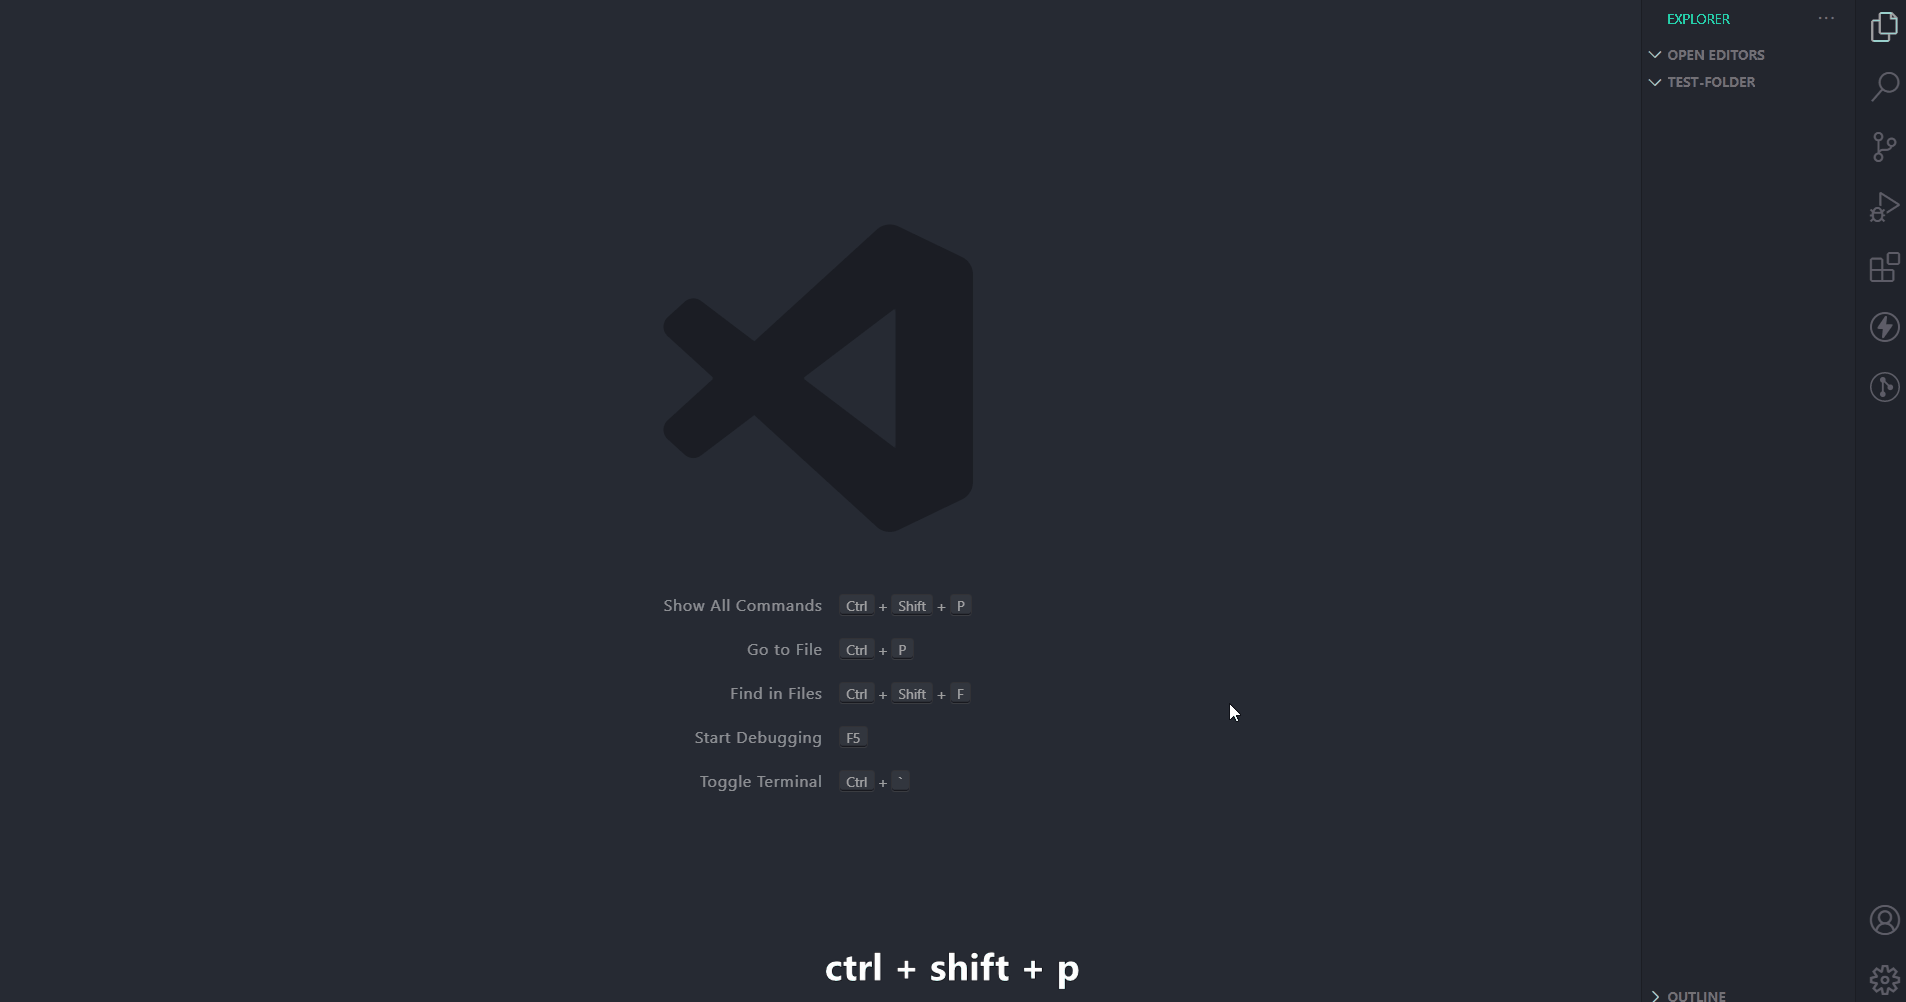 EXPLORER
OPEN EDITORS
TEST-FOLDER
Show All Commands Ctrl + Shift + P
Go to File Ctrl + P
Find in Files Ctrl + Shift + F
Start Debugging F5
Toggle Terminal Ctrl + `
ctrl + shift + p
OUTLINE